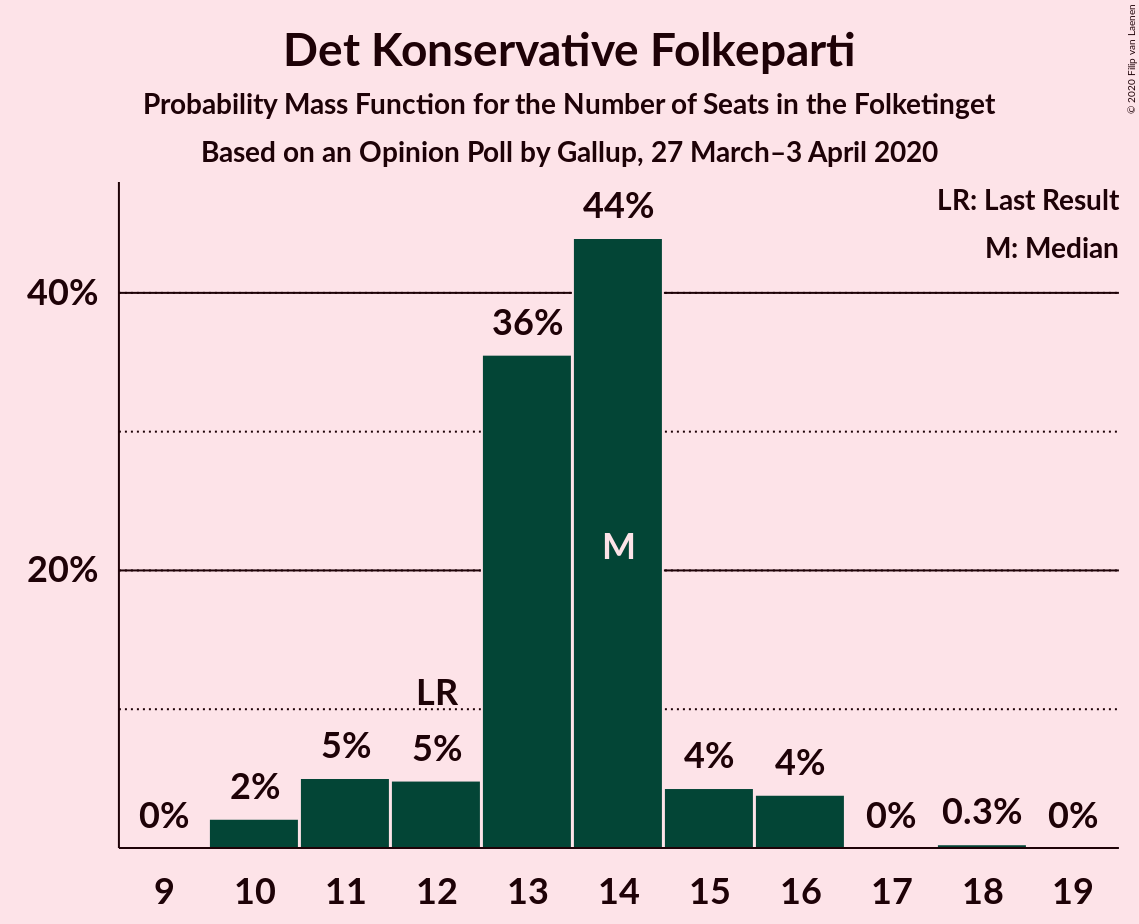 Det Konservative Folkeparti
Probability Mass Function for the Number of Seats in the Folketinget
Based on an Opinion Poll by Gallup, 27 March–3 April 2020
© 2020 Filip van Laenen
LR: Last Result
M: Median
44%
40%
36%
M
20%
LR
5%
5%
4%
4%
2%
0%
0%
0.3%
0%
9 10 11 12 13 14 15 16 17 18 19